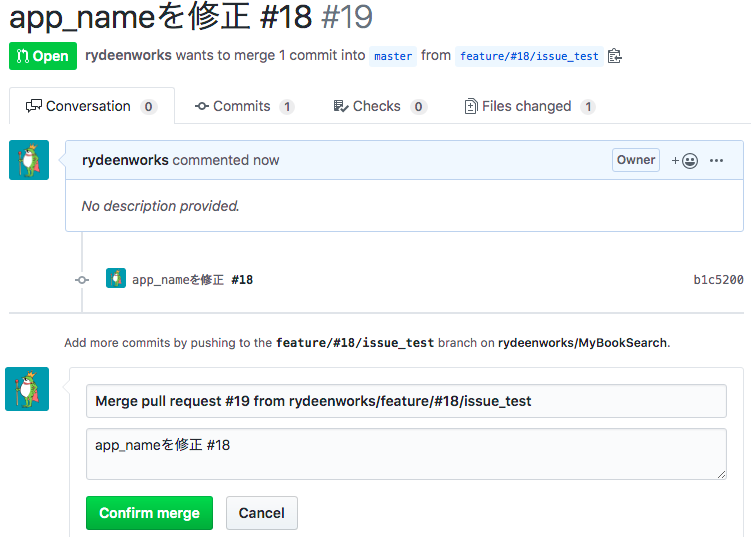 app_nameを修正 #18 #19
Open rydeenworks wants to merge 1 commit into master from feature/#18/issue_test
Conversation 0 Commits 1 Checks 0 Files changed 1
rydeenworks commented now Owner
No description provided.
app_nameを修正 #18 b1c5200
Add more commits by pushing to the feature/#18/issue_test branch on rydeenworks/MyBookSearch.
Merge pull request #19 from rydeenworks/feature/#18/issue_test
app_nameを修正 #18
Confirm merge Cancel